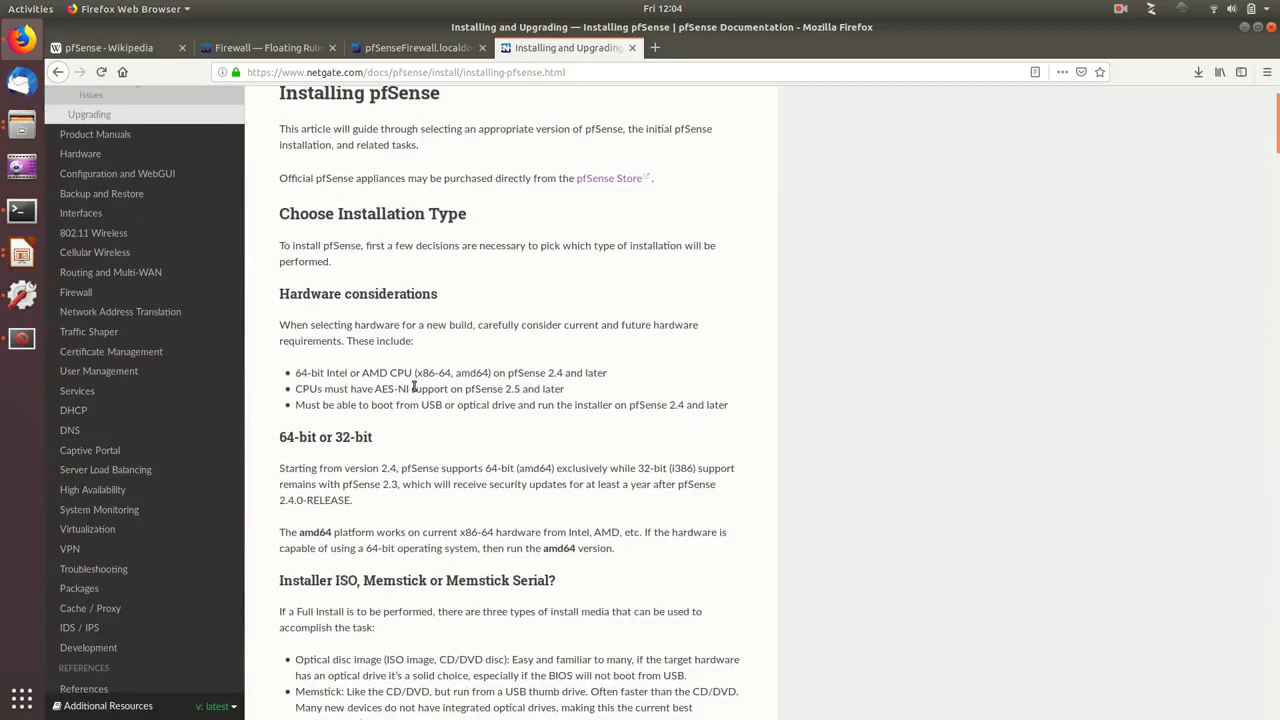 Activities
Firefox Web Browser
Fri 12:04
Installing and Upgrading — Installing pfSense | pfSense Documentation - Mozilla Firefox
pfSense - Wikipedia
Firewall — Floating Rule
pfSenseFirewall.localdo
Installing and Upgrading
https://www.netgate.com/docs/pfsense/install/installing-pfsense.html
Issues
Upgrading
Product Manuals
Hardware
Configuration and WebGUI
Backup and Restore
Interfaces
802.11 Wireless
Cellular Wireless
Routing and Multi-WAN
Firewall
Network Address Translation
Traffic Shaper
Certificate Management
User Management
Services
DHCP
DNS
Captive Portal
Server Load Balancing
High Availability
System Monitoring
Virtualization
VPN
Troubleshooting
Packages
Cache / Proxy
IDS / IPS
Development
REFERENCES
References
Additional Resources
v: latest
Installing pfSense
This article will guide through selecting an appropriate version of pfSense, the initial pfSense
installation, and related tasks.
Official pfSense appliances may be purchased directly from the pfSense Store .
Choose Installation Type
To install pfSense, first a few decisions are necessary to pick which type of installation will be
performed.
Hardware considerations
When selecting hardware for a new build, carefully consider current and future hardware
requirements. These include:
• 64-bit Intel or AMD CPU (x86-64, amd64) on pfSense 2.4 and later
• CPUs must have AES-NI support on pfSense 2.5 and later
• Must be able to boot from USB or optical drive and run the installer on pfSense 2.4 and later
64-bit or 32-bit
Starting from version 2.4, pfSense supports 64-bit (amd64) exclusively while 32-bit (i386) support
remains with pfSense 2.3, which will receive security updates for at least a year after pfSense
2.4.0-RELEASE.
The amd64 platform works on current x86-64 hardware from Intel, AMD, etc. If the hardware is
capable of using a 64-bit operating system, then run the amd64 version.
Installer ISO, Memstick or Memstick Serial?
If a Full Install is to be performed, there are three types of install media that can be used to
accomplish the task:
• Optical disc image (ISO image, CD/DVD disc): Easy and familiar to many, if the target hardware
has an optical drive it's a solid choice, especially if the BIOS will not boot from USB.
• Memstick: Like the CD/DVD, but run from a USB thumb drive. Often faster than the CD/DVD.
Many new devices do not have integrated optical drives, making this the current best